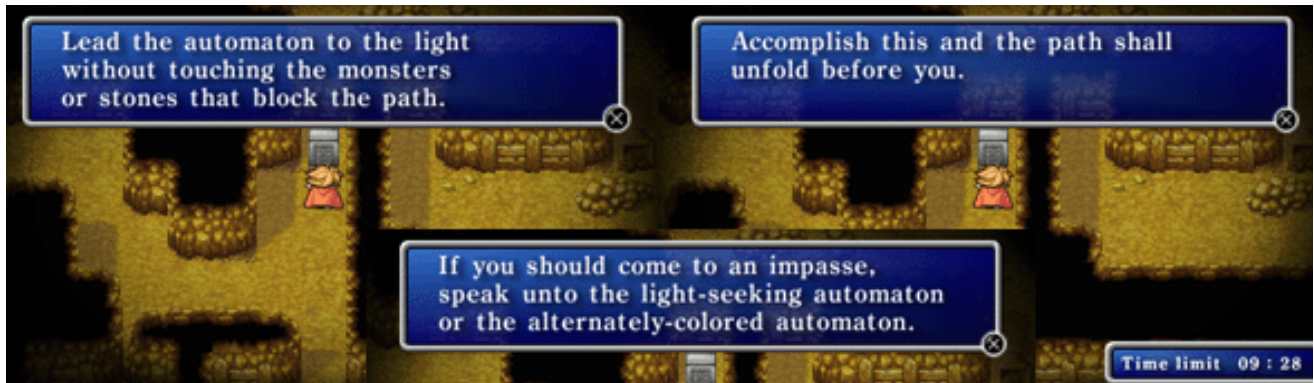 Lead the automaton to the light
without touching the monsters
or stones that block the path.
Accomplish this and the path shall
unfold before you.
If you should come to an impasse,
speak unto the light-seeking automaton
or the alternately-colored automaton.
Time limit 09 : 28